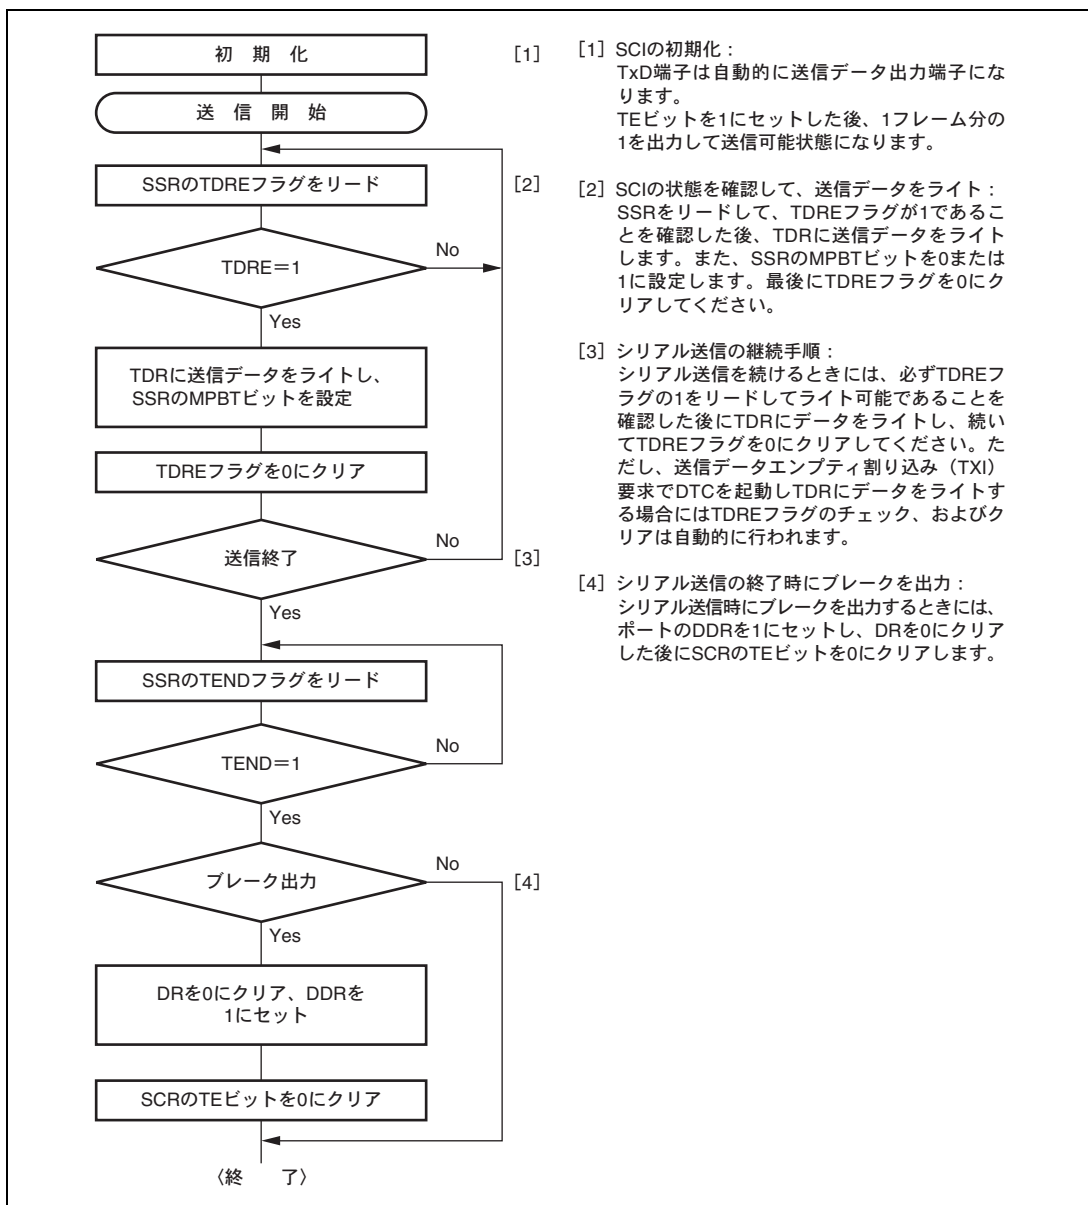 初 期 化 [1]
送 信 開 始
SSRのTDREフラグをリード [2]
TDRE＝1
No
Yes
TDRに送信データをライトし、
SSRのMPBTビットを設定
TDREフラグを0にクリア
送信終了
No
[3]
Yes
SSRのTENDフラグをリード
TEND＝1
No
Yes
ブレーク出力
No
[4]
Yes
DRを0にクリア、DDRを
1にセット
SCRのTEビットを0にクリア
〈終 了〉
[1] SCIの初期化：
TxD端子は自動的に送信データ出力端子にな
ります。
TEビットを1にセットした後、1フレーム分の
1を出力して送信可能状態になります。
[2] SCIの状態を確認して、送信データをライト：
SSRをリードして、TDREフラグが1であるこ
とを確認した後、TDRに送信データをライト
します。また、SSRのMPBTビットを0または
1に設定します。最後にTDREフラグを0にク
リアしてください。
[3] シリアル送信の継続手順：
シリアル送信を続けるときには、必ずTDREフ
ラグの1をリードしてライト可能であることを
確認した後にTDRにデータをライトし、続い
てTDREフラグを0にクリアしてください。た
だし、送信データエンプティ割り込み（TXI）
要求でDTCを起動しTDRにデータをライトす
る場合にはTDREフラグのチェック、およびク
リアは自動的に行われます。
[4] シリアル送信の終了時にブレークを出力：
シリアル送信時にブレークを出力するときには、
ポートのDDRを1にセットし、DRを0にクリア
した後にSCRのTEビットを0にクリアします。